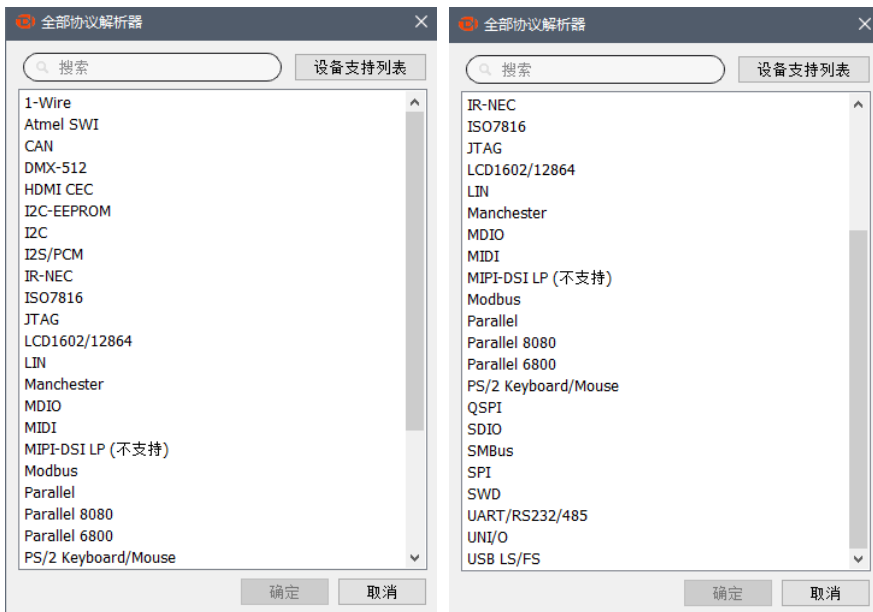 全部协议解析器
搜索
设备支持列表
1-Wire
Atmel SWI
CAN
DMX-512
HDMI CEC
I2C-EEPROM
I2C
I2S/PCM
IR-NEC
ISO7816
JTAG
LCD1602/12864
LIN
Manchester
MDIO
MIDI
MIPI-DSI LP (不支持)
Modbus
Parallel
Parallel 8080
Parallel 6800
PS/2 Keyboard/Mouse
确定
取消
全部协议解析器
搜索
设备支持列表
IR-NEC
ISO7816
JTAG
LCD1602/12864
LIN
Manchester
MDIO
MIDI
MIPI-DSI LP (不支持)
Modbus
Parallel
Parallel 8080
Parallel 6800
PS/2 Keyboard/Mouse
QSPI
SDIO
SMBus
SPI
SWD
UART/RS232/485
UNI/O
USB LS/FS
确定
取消